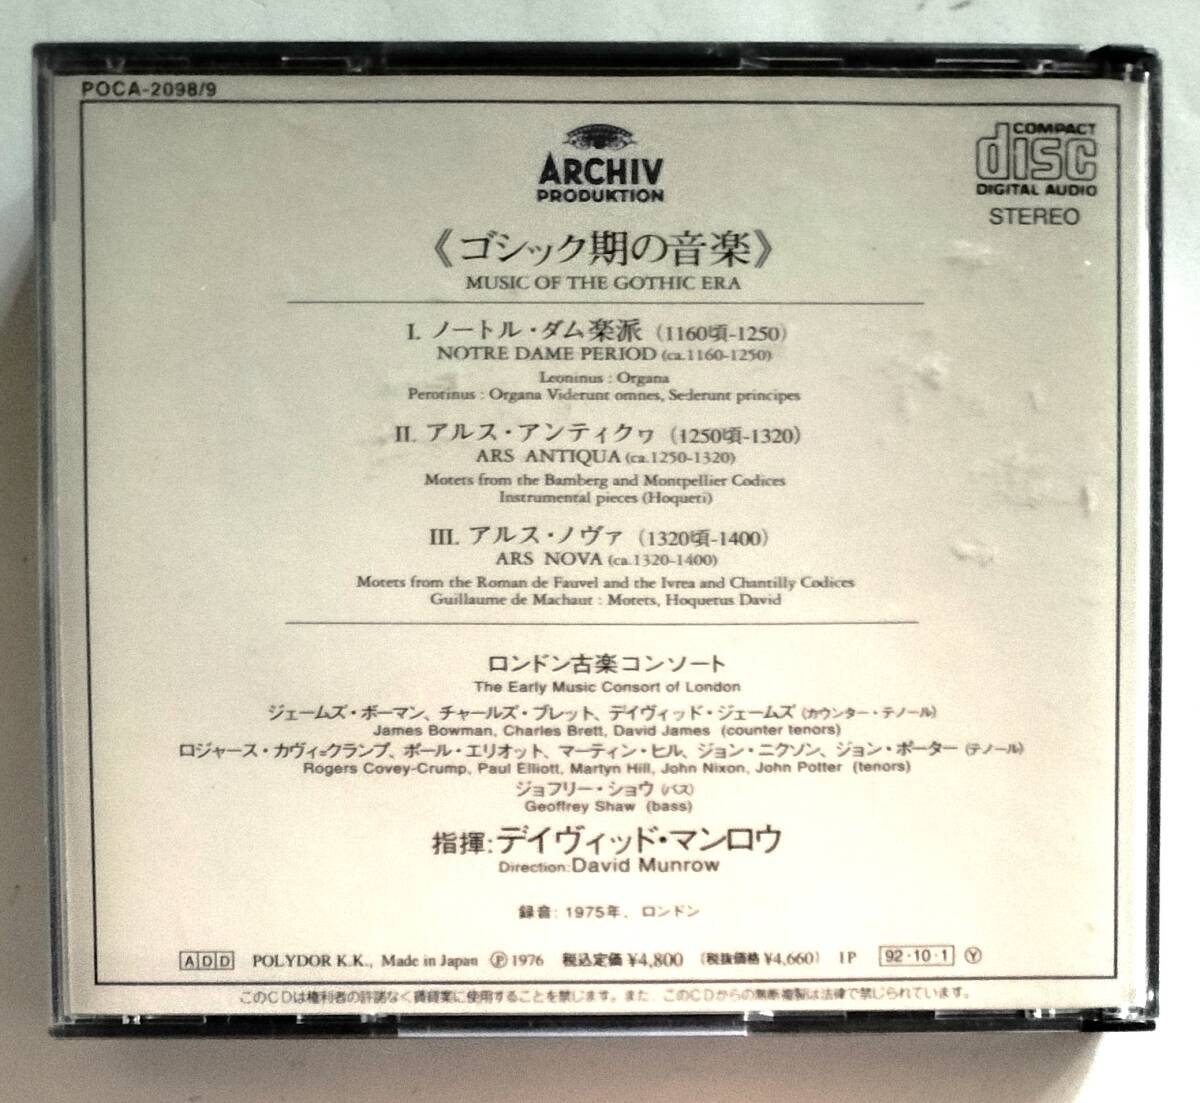 POCA-2098/9
ARCHIV
PRODUKTION
COMPACT
disc
DIGITAL AUDIO
STEREO
《ゴシック期の音楽》
MUSIC OF THE GOTHIC ERA
I. ノートル・ダム楽派 (1160頃-1250)
NOTRE DAME PERIOD (ca.1160-1250)
Leoninus : Organa
Perotinus : Organa Viderunt omnes, Sederunt principes
II. アルス・アンティクヮ (1250頃-1320)
ARS ANTIQUA (ca.1250-1320)
Motets from the Bamberg and Montpellier Codices
Instrumental pieces (Hoqueti)
III. アルス・ノヴァ (1320頃-1400)
ARS NOVA (ca.1320-1400)
Motets from the Roman de Fauvel and the Ivrea and Chantilly Codices
Guillaume de Machaut : Motets, Hoquetus David
ロンドン古楽コンソート
The Early Music Consort of London
ジェームズ・ボーマン、チャールズ・ブレット、デイヴィッド・ジェームズ (カウンター・テノール)
James Bowman, Charles Brett, David James (counter tenors)
ロジャース・カヴィ=クランプ、ポール・エリオット、マーティン・ヒル、ジョン・ニクソン、ジョン・ポーター (テノール)
Rogers Covey-Crump, Paul Elliott, Martyn Hill, John Nixon, John Potter (tenors)
ジョフリー・ショウ (バス)
Geoffrey Shaw (bass)
指揮:デイヴィッド・マンロウ
Direction:David Munrow
録音: 1975年、ロンドン
ADD POLYDOR K.K., Made in Japan Ⓟ1976 税込定価 ¥4,800 (税抜価格 ¥4,660) 1P 92・10・1 Ⓨ
このCDは権利者の許諾なく賃貸業に使用することを禁じます。また、このCDからの無断複製は法律で禁じられています。